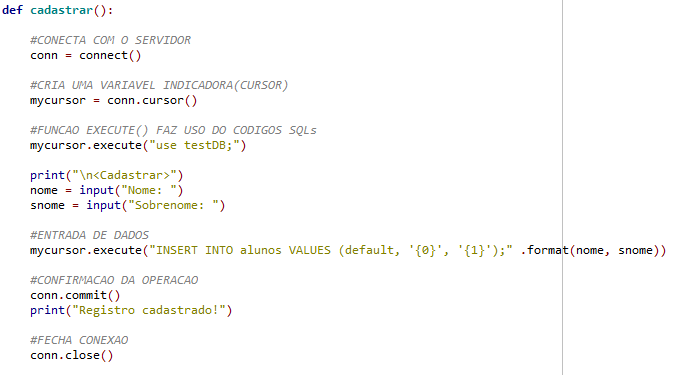 def cadastrar():
#CONECTA COM O SERVIDOR
conn = connect()
#CRIA UMA VARIAVEL INDICADORA(CURSOR)
mycursor = conn.cursor()
#FUNCAO EXECUTE() FAZ USO DO CODIGOS SQLs
mycursor.execute("use testDB;")
print("\n<Cadastrar>")
nome = input("Nome: ")
snome = input("Sobrenome: ")
#ENTRADA DE DADOS
mycursor.execute("INSERT INTO alunos VALUES (default, '{0}', '{1}');" .format(nome, snome))
#CONFIRMACAO DA OPERACAO
conn.commit()
print("Registro cadastrado!")
#FECHA CONEXAO
conn.close()